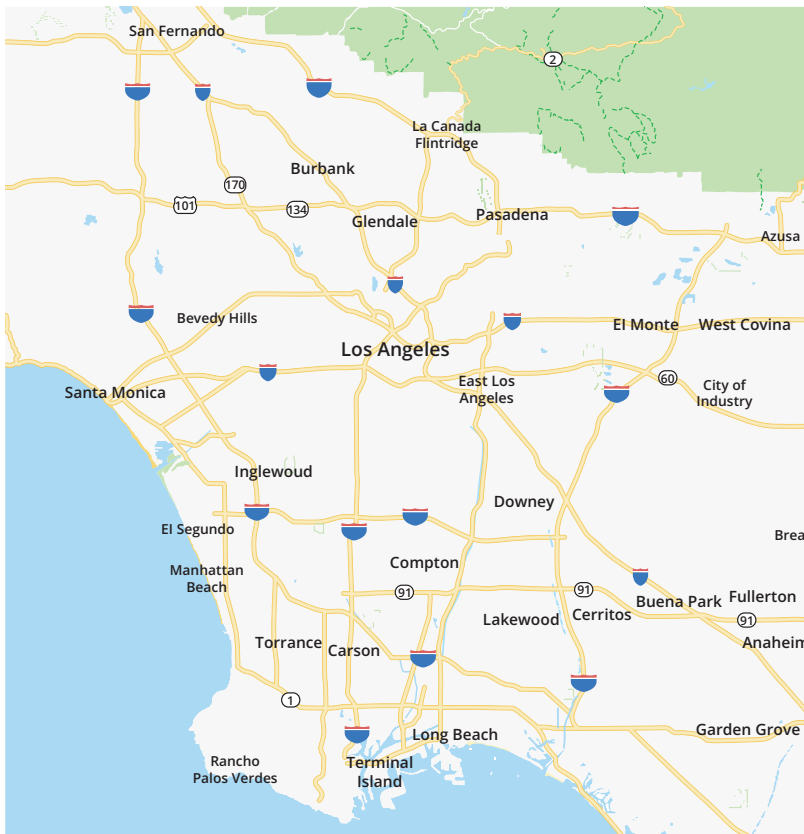 San Fernando
2
La Canada
Flintridge
Burbank
170
101
134
Glendale
Pasadena
Azusa
Bevedy Hills
Los Angeles
El Monte
West Covina
Santa Monica
East Los
Angeles
60
City of
Industry
Inglewoud
Downey
El Segundo
Brea
Manhattan
Beach
Compton
91
91
Lakewood
Cerritos
Buena Park
Fullerton
91
Anaheim
Torrance
Carson
1
Long Beach
Garden Grove
Rancho
Palos Verdes
Terminal
Island